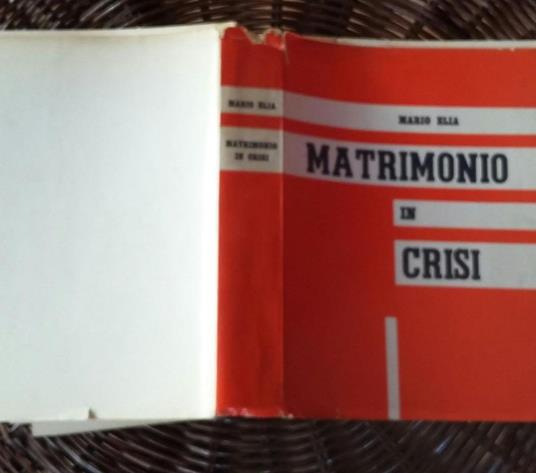 MARIO ELIA
MATRIMONIO
IN CRISI
MARIO ELIA
MATRIMONIO
IN
CRISI